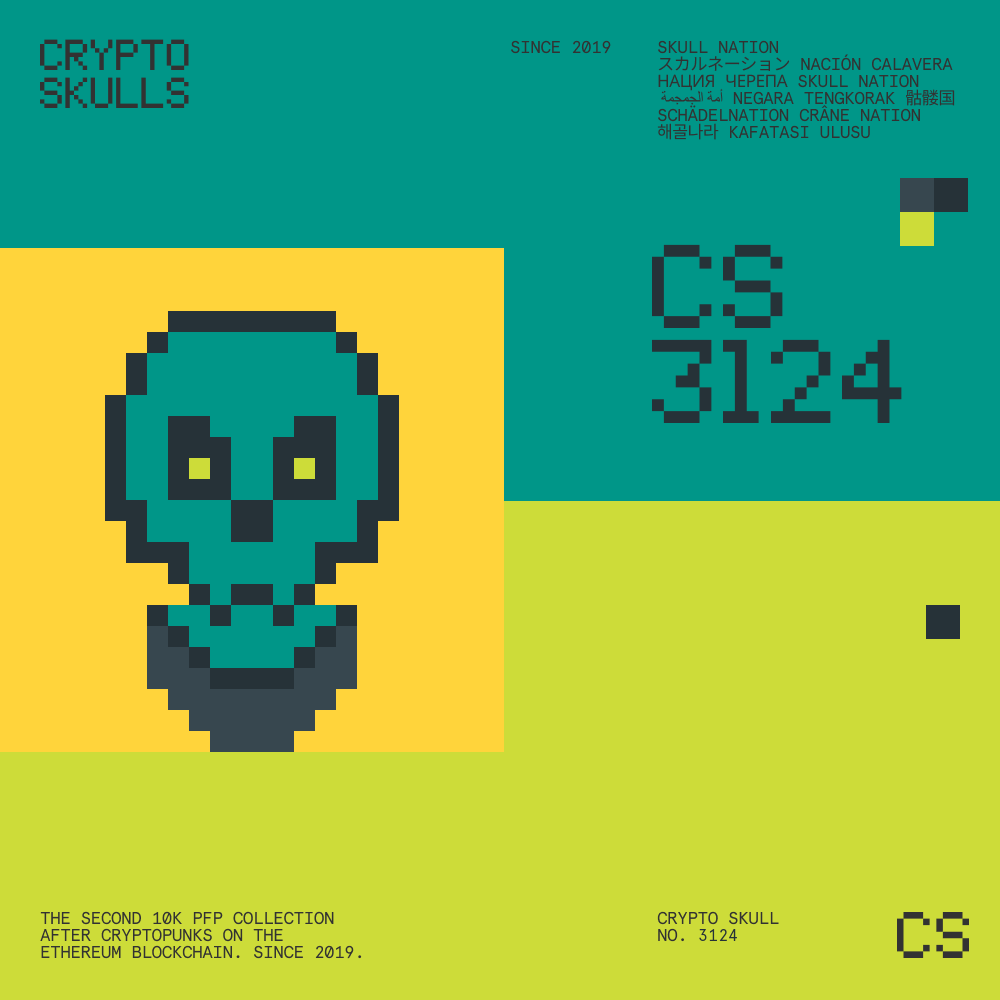 CRYPTO
SKULLS
SINCE 2019
SKULL NATION
スカルネーション NACIÓN CALAVERA
НАЦИЯ ЧЕРЕПА SKULL NATION
أمة الجمجمة NEGARA TENGKORAK 骷髅国
SCHÄDELNATION CRÂNE NATION
해골나라 KAFATASI ULUSU
CS
3124
THE SECOND 10K PFP COLLECTION
AFTER CRYPTOPUNKS ON THE
ETHEREUM BLOCKCHAIN. SINCE 2019.
CRYPTO SKULL
NO. 3124
CS